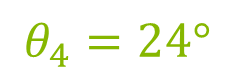 θ₄ = 24°